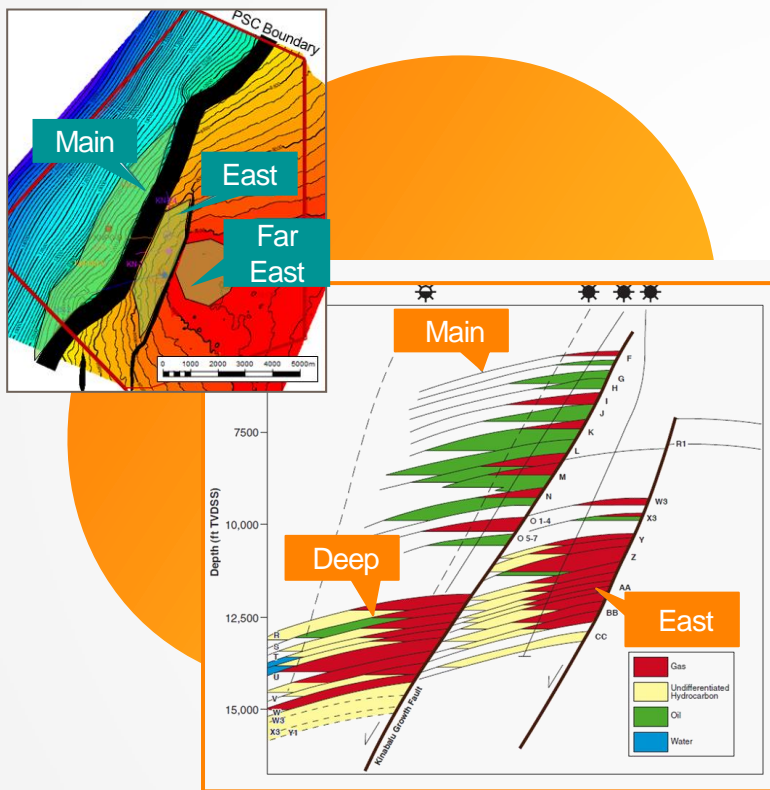 PSC Boundary
Main
East
Far
East
0 1000 2000 3000 4000 5000m
Main
F
G
H
I
J
7500
K
L
R1
M
N
W3
10,000
O 1-4
X3
O 5-7
Y
Z
Deep
AA
12,500
BB
East
CC
R
S
T
U
V
15,000
W
W3
X3 Y1
Depth (ft TVDSS)
Kinabalu Growth Fault
Gas
Undifferentiated
Hydrocarbon
Oil
Water